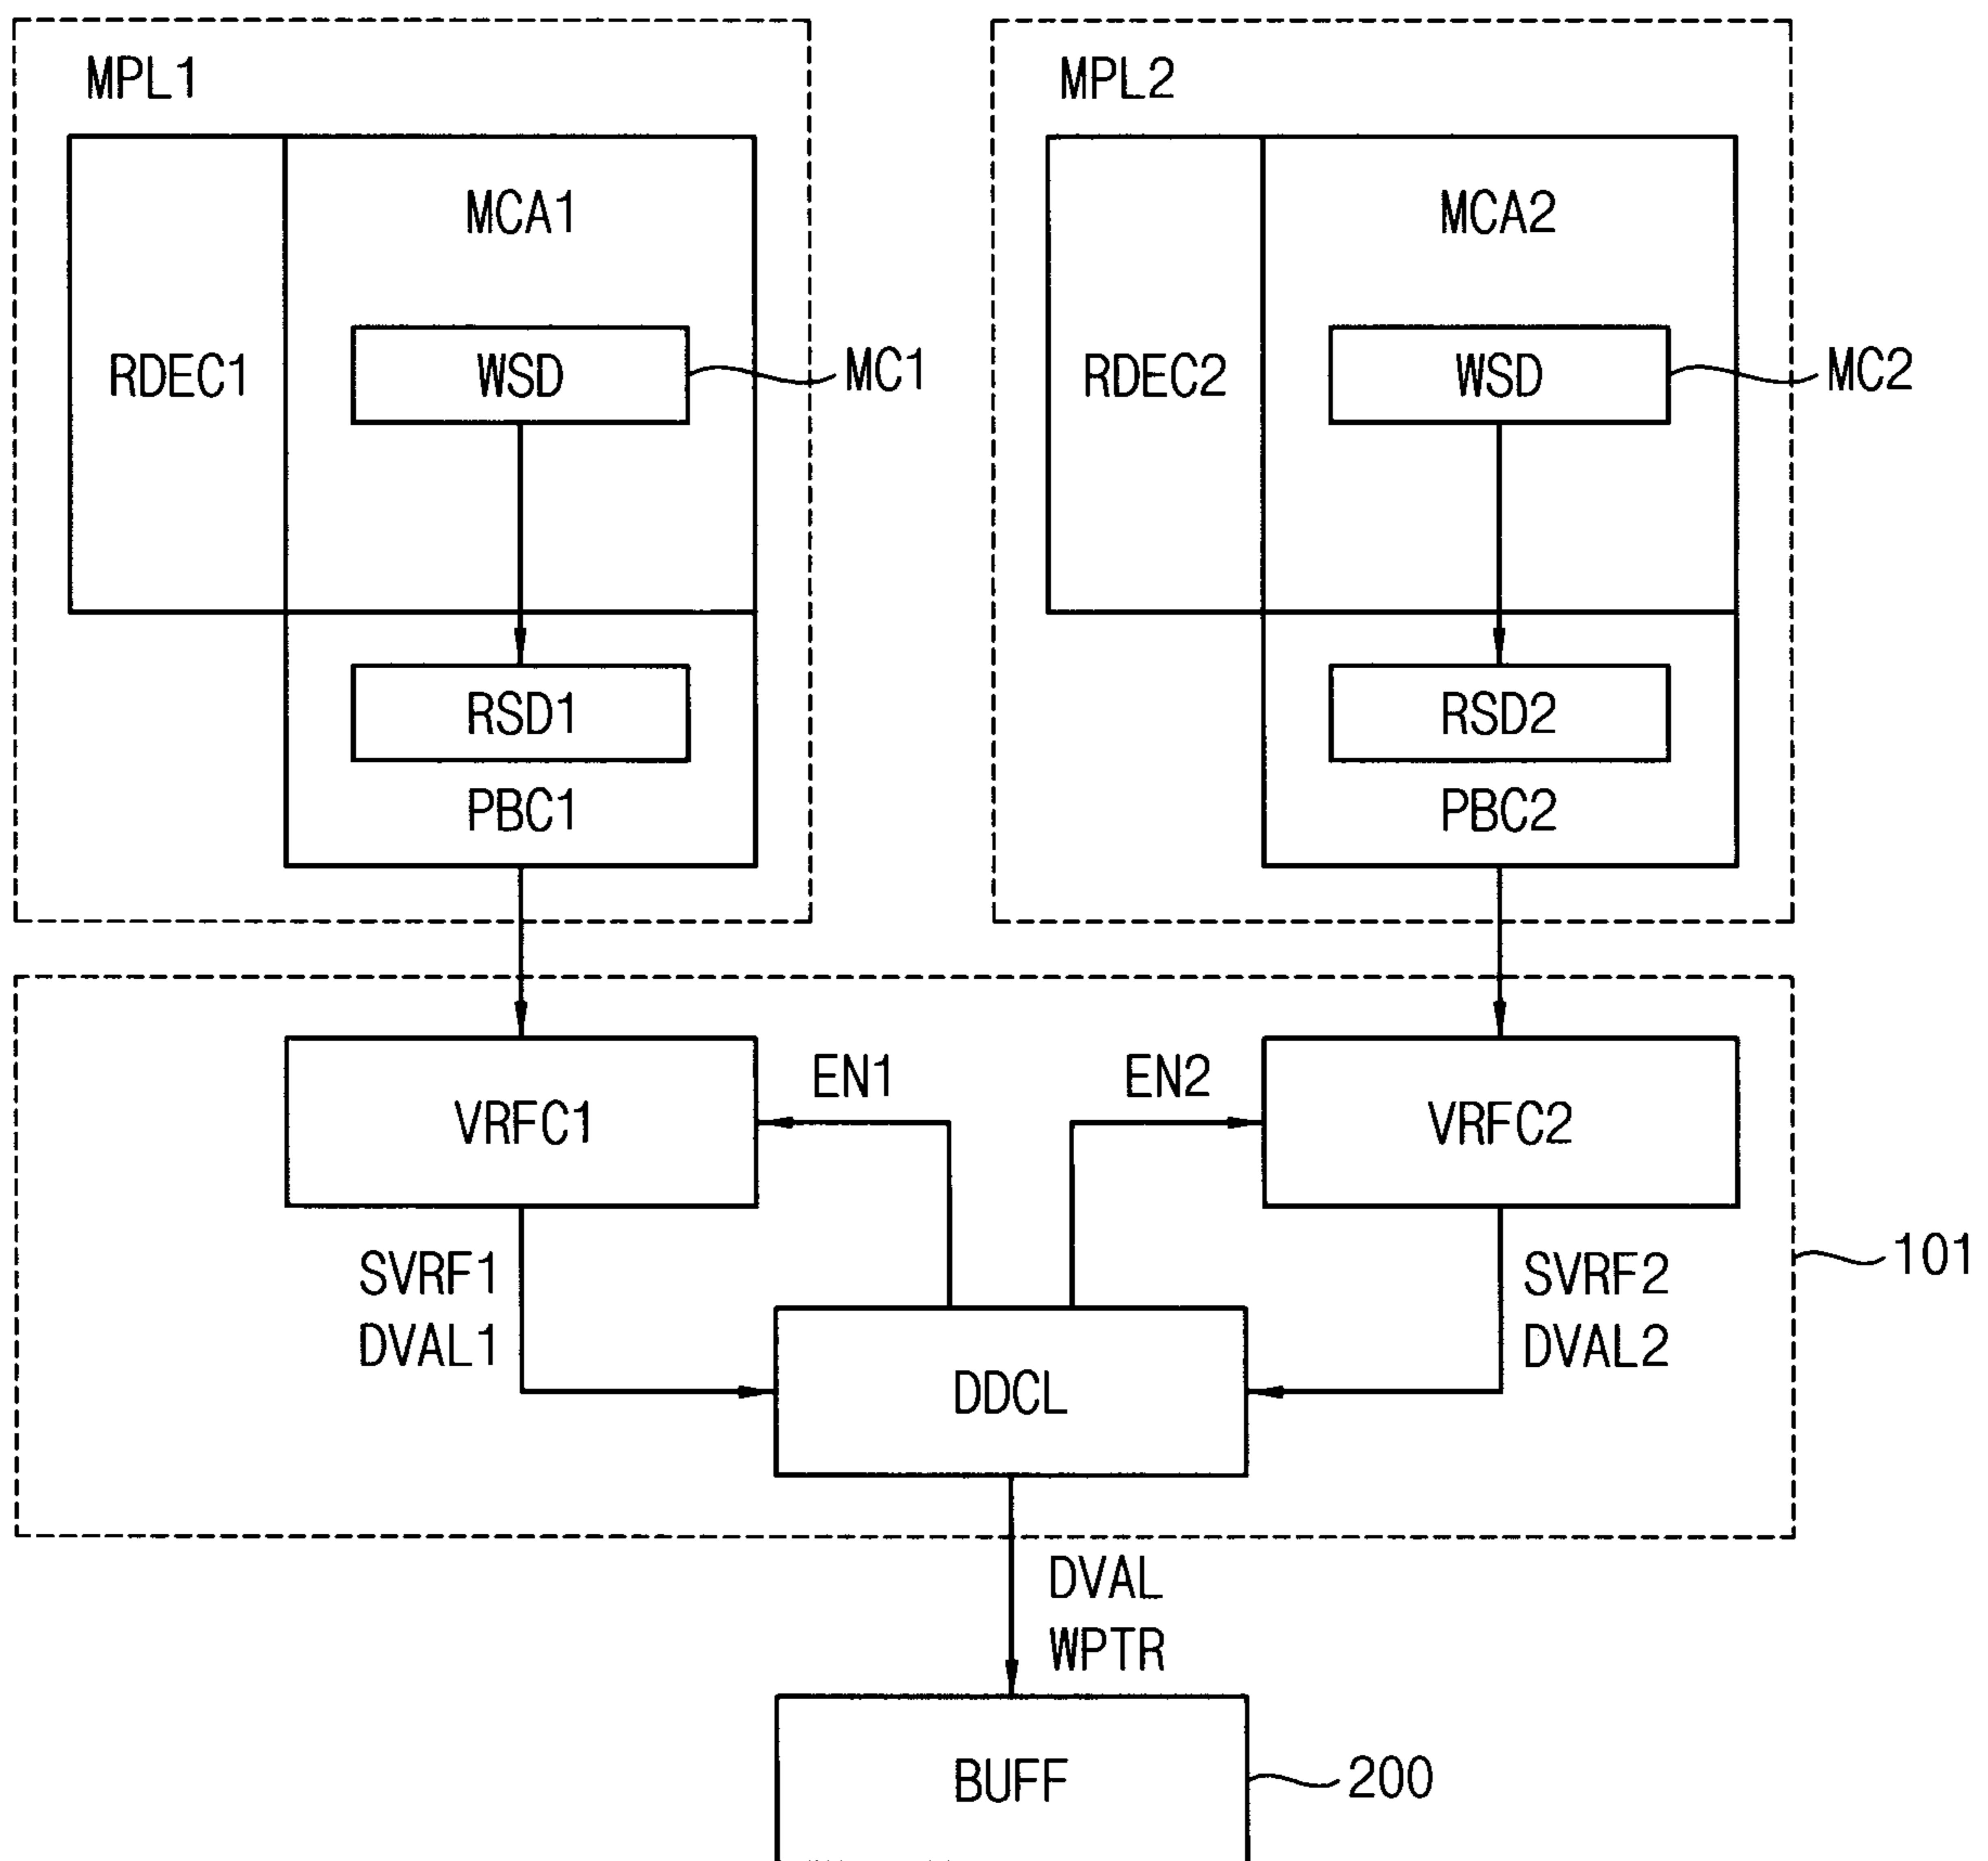 MPL1
MPL2
MCA1
MCA2
RDEC1
WSD
MC1
RDEC2
WSD
MC2
RSD1
RSD2
PBC1
PBC2
VRFC1
EN1
EN2
VRFC2
SVRF1
DVAL1
SVRF2
DVAL2
101
DDCL
DVAL
WPTR
BUFF
200